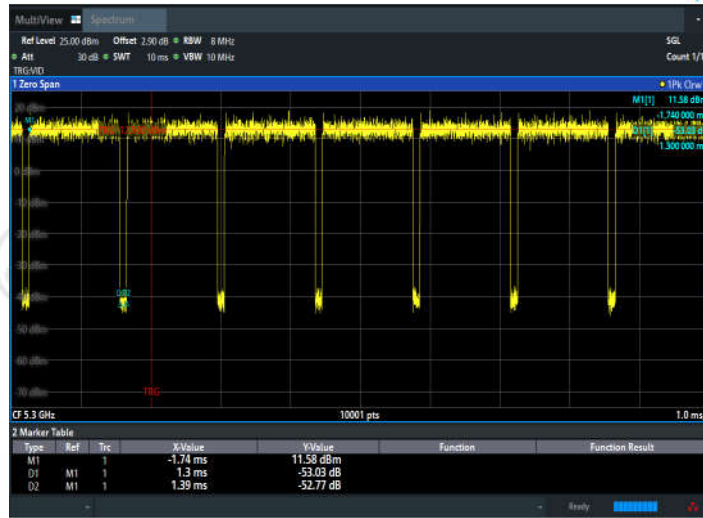 MultiView Spectrum
Ref Level 25.00 dBm Offset 2.90 dB RBW 8 MHz SGL
Att 30 dB SWT 10 ms VBW 10 MHz Count 1/1
TRG:VID
1 Zero Span 1Pk Clrw
M1[1] 11.58 dBm
20 dBm
-1.740 000 m
M1
D1[1] -53.03 d
1.300 000 m
0 dBm
-10 dBm
-20 dBm
-30 dBm
-40 dBm
-50 dBm
-60 dBm
-70 dBm
TRG
CF 5.3 GHz 10001 pts 1.0 ms
2 Marker Table
Type Ref Trc X-Value Y-Value Function Function Result
M1 1 -1.74 ms 11.58 dBm
D1 M1 1 1.3 ms -53.03 dB
D2 M1 1 1.39 ms -52.77 dB
Ready